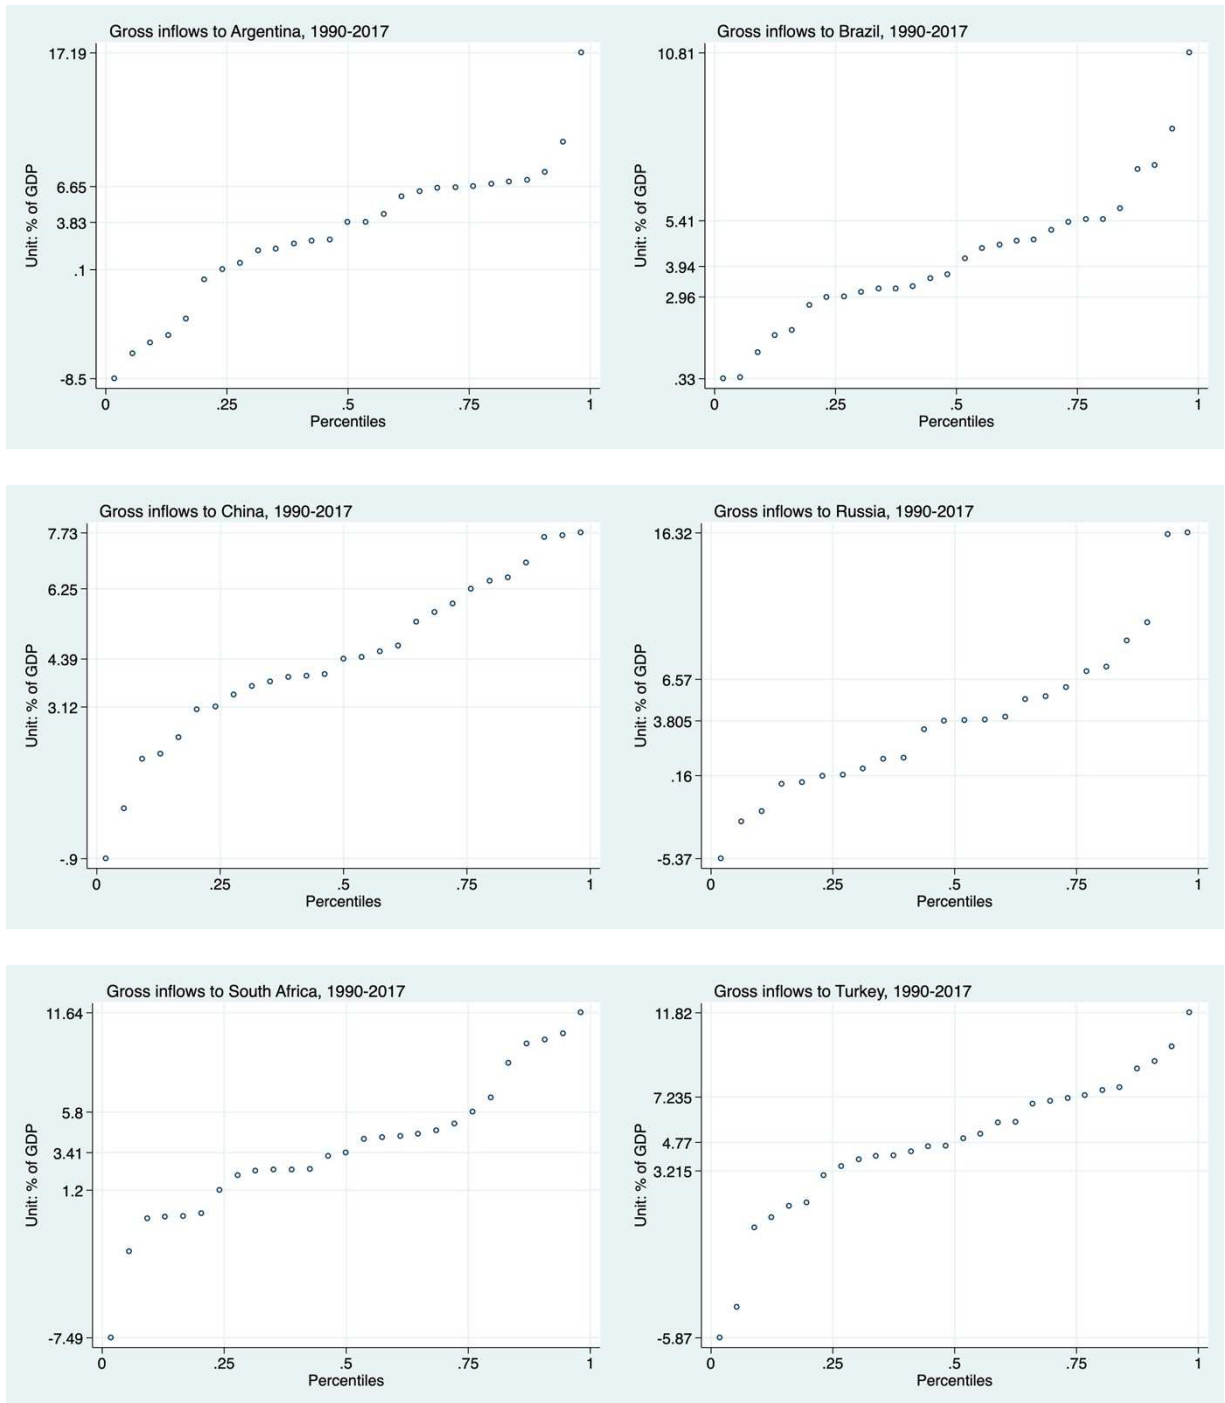 Gross inflows to Argentina, 1990-2017
Unit: % of GDP
17.19
6.65
3.83
.1
-8.5
0 .25 .5 .75 1
Percentiles
Gross inflows to Brazil, 1990-2017
Unit: % of GDP
10.81
5.41
3.94
2.96
.33
0 .25 .5 .75 1
Percentiles
Gross inflows to China, 1990-2017
Unit: % of GDP
7.73
6.25
4.39
3.12
-.9
0 .25 .5 .75 1
Percentiles
Gross inflows to Russia, 1990-2017
Unit: % of GDP
16.32
6.57
3.805
.16
-5.37
0 .25 .5 .75 1
Percentiles
Gross inflows to South Africa, 1990-2017
Unit: % of GDP
11.64
5.8
3.41
1.2
-7.49
0 .25 .5 .75 1
Percentiles
Gross inflows to Turkey, 1990-2017
Unit: % of GDP
11.82
7.235
4.77
3.215
-5.87
0 .25 .5 .75 1
Percentiles